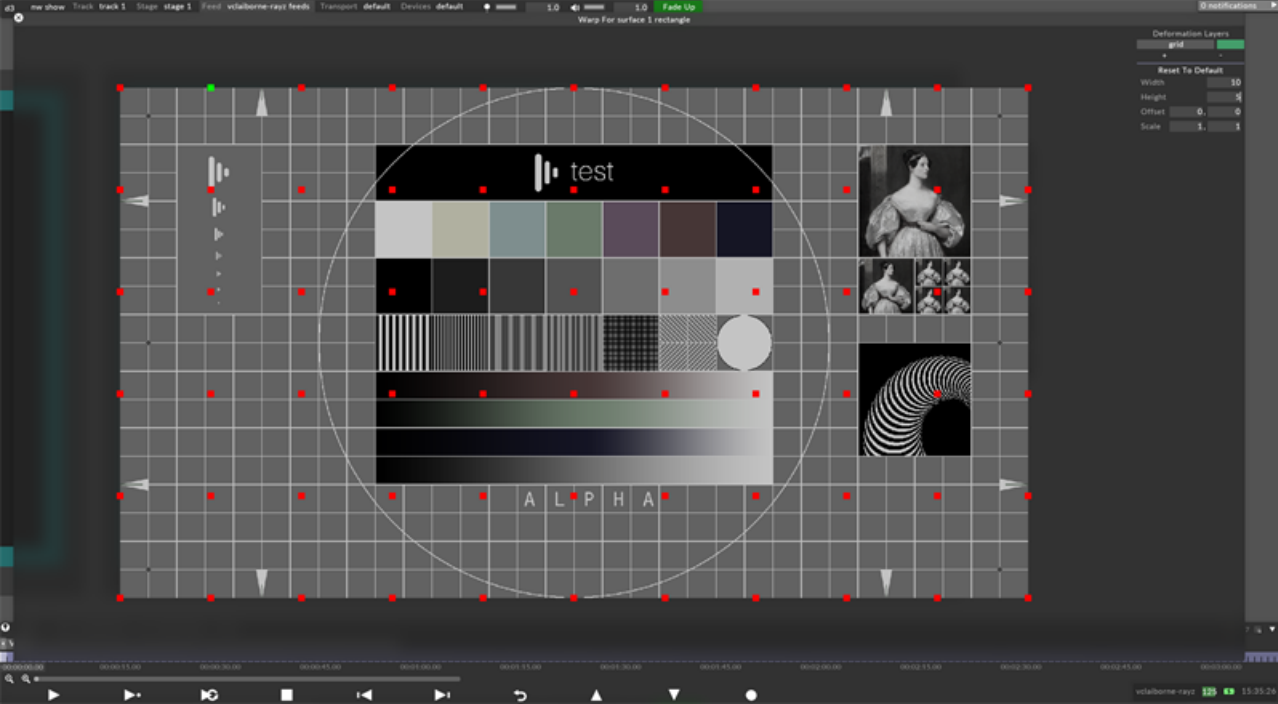 d3 nw show Track track 1 Stage stage 1 Feed vclaiborne-rayz feeds Transport default Devices default 1.0 1.0 Fade Up 0 notifications
Warp For surface 1 rectangle
Deformation Layers
grid
+ -
Reset To Default
Width 10
Height 5
Offset 0, 0
Scale 1, 1
test
A L P H A
00:00:00.00 00:00:15.00 00:00:30.00 00:00:45.00 00:01:00.00 00:01:15.00 00:01:30.00 00:01:45.00 00:02:00.00 00:02:15.00 00:02:30.00 00:02:45.00 00:03:00.00
vclaiborne-rayz 125 15:35:26